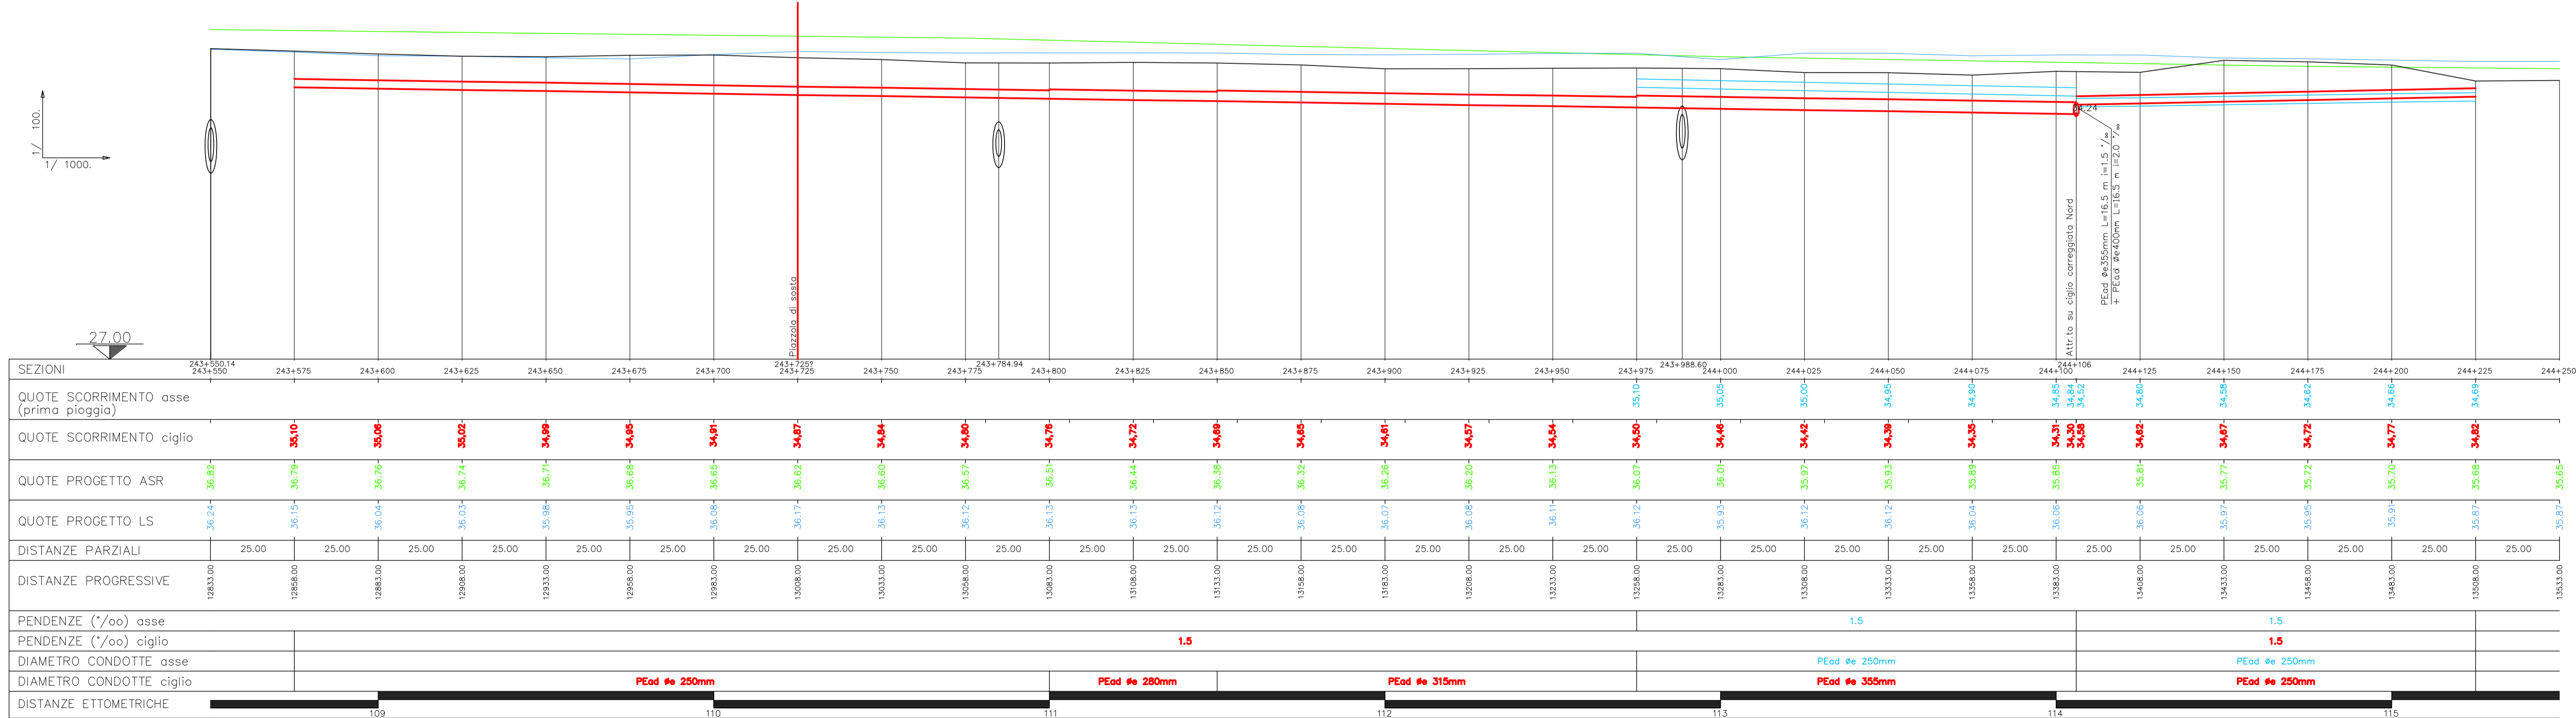 1/ 100.
1/ 1000.
34,24
Piazzola di sosta
Attr.to su ciglio carreggiata Nord
PEad Øe355mm L=16.5 m i=1.5 °/∞
+ PEad Øe400mm L=16.5 m i=2.0 °/∞
27.00
243+550,14 243+725? 243+784.94 243+988.60 244+106
SEZIONI 243+550 243+575 243+600 243+625 243+650 243+675 243+700 243+725 243+750 243+775 243+800 243+825 243+850 243+875 243+900 243+925 243+950 243+975 244+000 244+025 244+050 244+075 244+100 244+125 244+150 244+175 244+200 244+225 244+250
QUOTE SCORRIMENTO asse
(prima pioggia)
35,10 35,05 35,00 34,95 34,90 34,85 34,84 34,52 34,80 34,58 34,62 34,66 34,69
QUOTE SCORRIMENTO ciglio 35,10 35,06 35,02 34,99 34,95 34,91 34,87 34,84 34,80 34,76 34,72 34,69 34,65 34,61 34,57 34,54 34,50 34,46 34,42 34,39 34,35 34,31 34,30 34,58 34,62 34,67 34,72 34,77 34,82
QUOTE PROGETTO ASR 36.82 36.79 36.76 36.74 36.71 36.68 36.65 36.62 36.60 36.57 36.51 36.44 36.38 36.32 36.26 36.20 36.13 36.07 36.01 35.97 35.93 35.89 35.85 35.81 35.77 35.72 35.70 35.68 35.65
QUOTE PROGETTO LS 36.24 36.15 36.04 36.03 35.98 35.95 36.08 36.17 36.13 36.12 36.13 36.13 36.12 36.08 36.07 36.08 36.11 36.12 35.93 36.12 36.12 36.04 36.06 36.06 35.97 35.95 35.91 35.87 35.87
DISTANZE PARZIALI 25.00 25.00 25.00 25.00 25.00 25.00 25.00 25.00 25.00 25.00 25.00 25.00 25.00 25.00 25.00 25.00 25.00 25.00 25.00 25.00 25.00 25.00 25.00 25.00 25.00 25.00 25.00 25.00
DISTANZE PROGRESSIVE 12833.00 12858.00 12883.00 12908.00 12933.00 12958.00 12983.00 13008.00 13033.00 13058.00 13083.00 13108.00 13133.00 13158.00 13183.00 13208.00 13233.00 13258.00 13283.00 13308.00 13333.00 13358.00 13383.00 13408.00 13433.00 13458.00 13483.00 13508.00 13533.00
PENDENZE (°/oo) asse 1.5 1.5
PENDENZE (°/oo) ciglio 1.5 1.5
DIAMETRO CONDOTTE asse PEad Øe 250mm PEad Øe 250mm
DIAMETRO CONDOTTE ciglio PEad Øe 250mm PEad Øe 280mm PEad Øe 315mm PEad Øe 355mm PEad Øe 250mm
DISTANZE ETTOMETRICHE
109 110 111 112 113 114 115